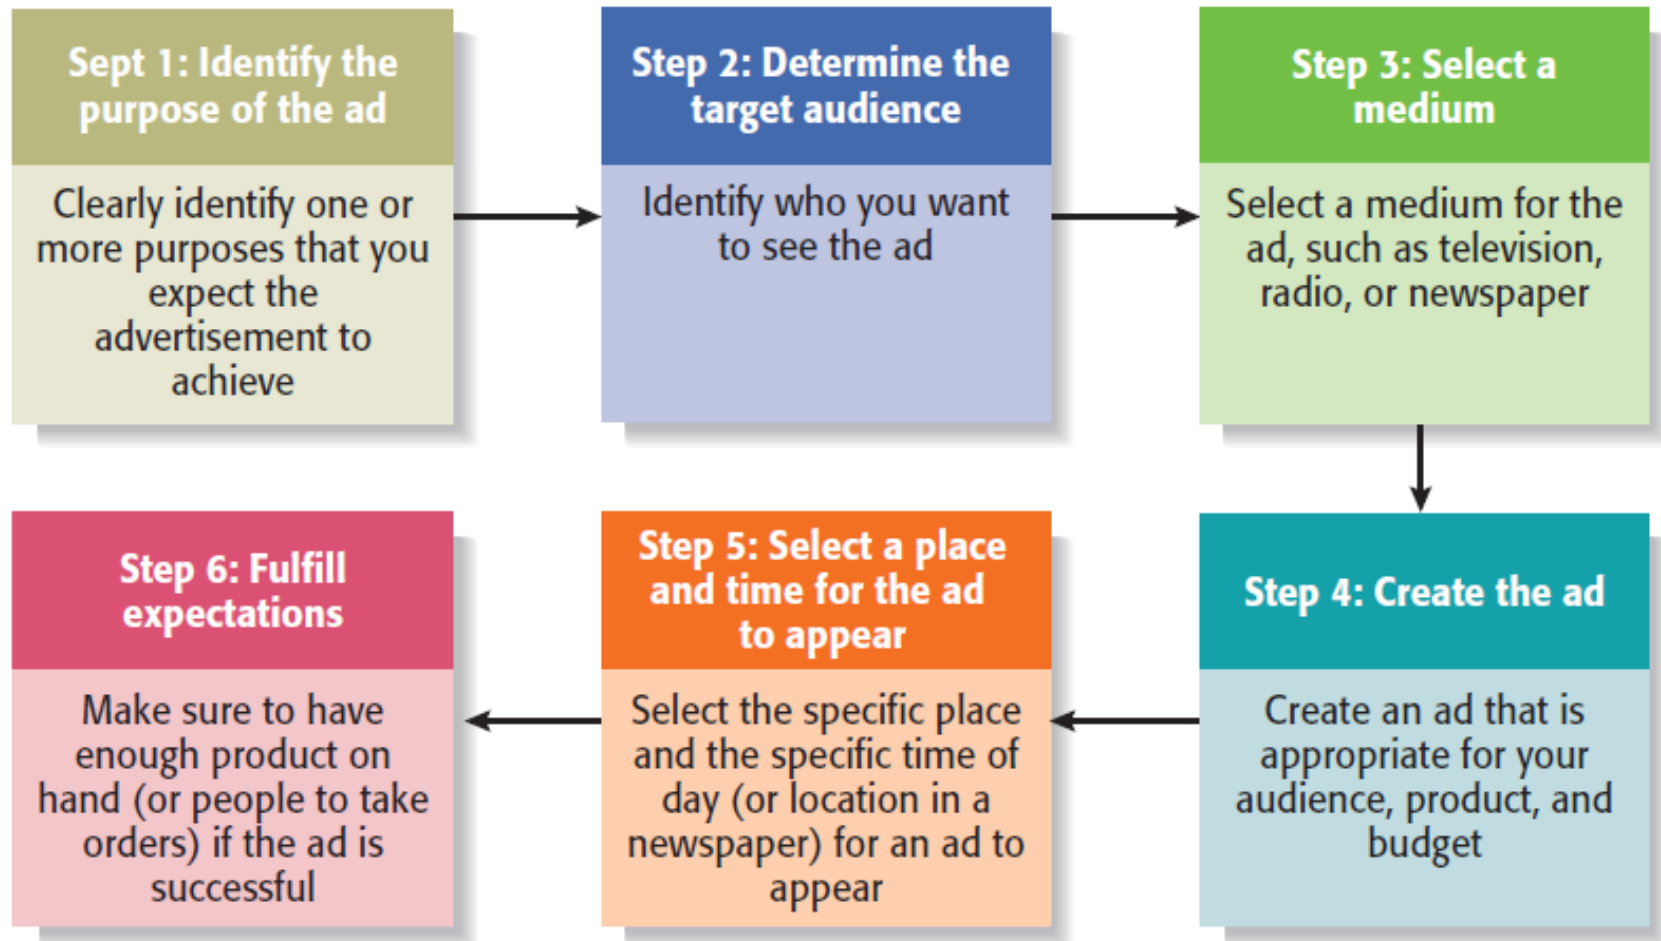 Sept 1: Identify the
purpose of the ad
Clearly identify one or
more purposes that you
expect the
advertisement to
achieve
Step 2: Determine the
target audience
Identify who you want
to see the ad
Step 3: Select a
medium
Select a medium for the
ad, such as television,
radio, or newspaper
Step 4: Create the ad
Create an ad that is
appropriate for your
audience, product, and
budget
Step 5: Select a place
and time for the ad
to appear
Select the specific place
and the specific time of
day (or location in a
newspaper) for an ad to
appear
Step 6: Fulfill
expectations
Make sure to have
enough product on
hand (or people to take
orders) if the ad is
successful